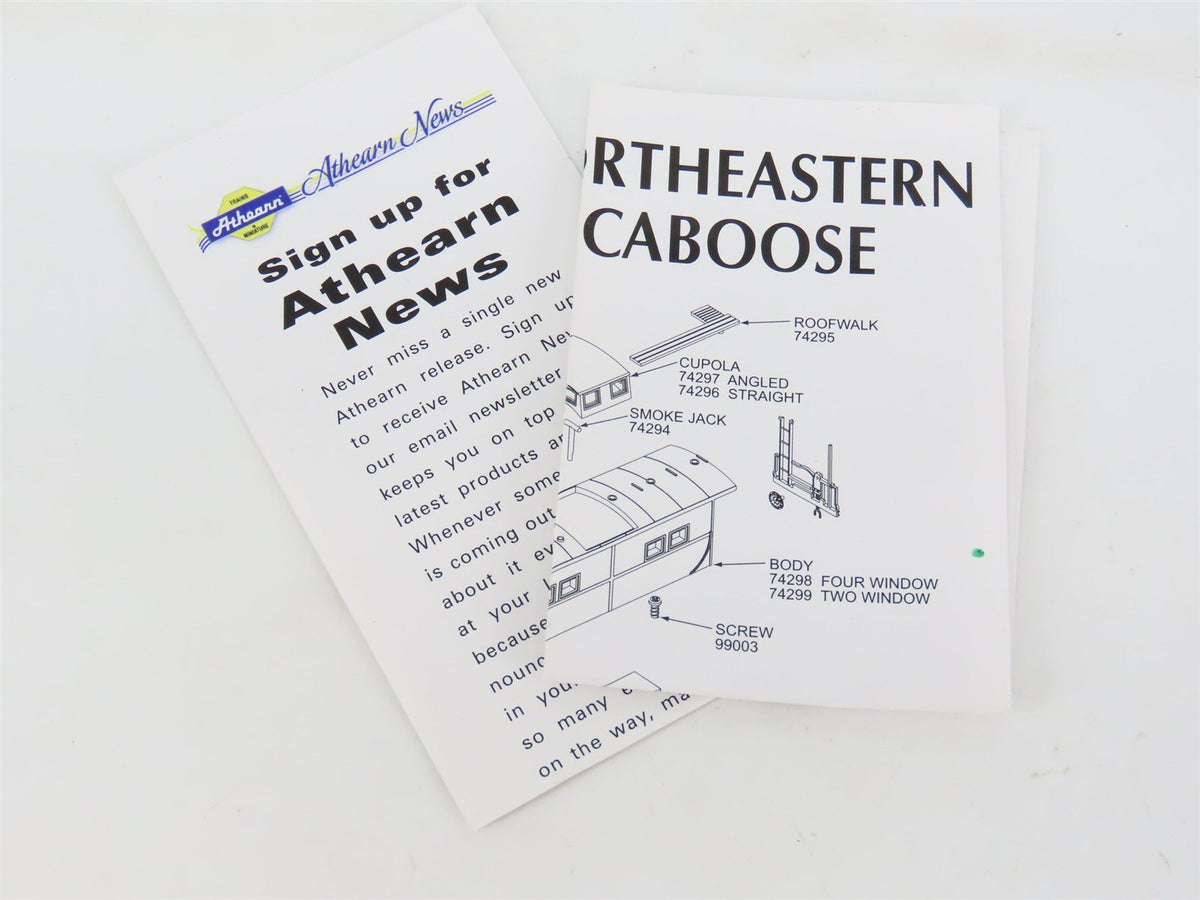 Athearn News
TRAINS
Athearn
MINIATURE
Sign up for
Athearn
News
Never miss a single new
Athearn release. Sign up
to receive Athearn
our email newsletter
keeps you on top
latest products
Whenever some
is coming out
about it
at your
because
in
so many
on the way,
RTHEASTERN
CABOOSE
ROOFWALK
74295
CUPOLA
74297 ANGLED
74296 STRAIGHT
SMOKE JACK
74294
BODY
74298 FOUR WINDOW
74299 TWO WINDOW
SCREW
99003